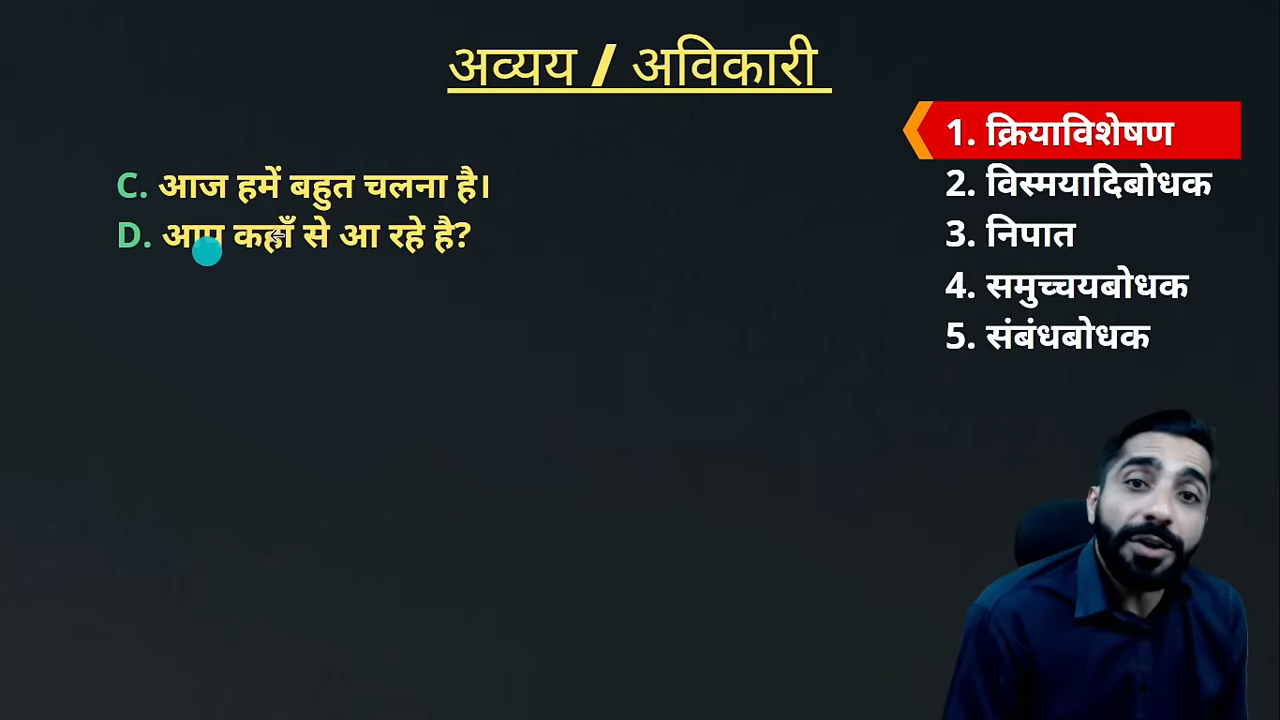 अव्यय / अविकारी
C. आज हमें बहुत चलना है।
D. आप कहाँ से आ रहे है?
1. क्रियाविशेषण
2. विस्मयादिबोधक
3. निपात
4. समुच्चयबोधक
5. संबंधबोधक